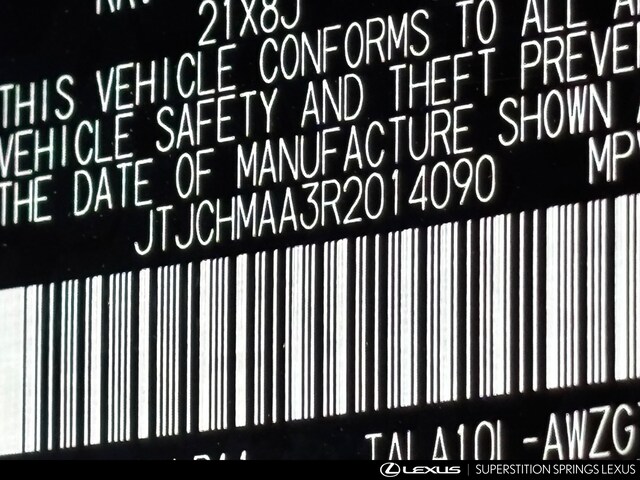 21X8J
THIS VEHICLE CONFORMS TO ALL
VEHICLE SAFETY AND THEFT PREVE
THE DATE OF MANUFACTURE SHOWN
JTJCHMAA3R2014090 MPV
TALA10L-AWZG
LEXUS | SUPERSTITION SPRINGS LEXUS